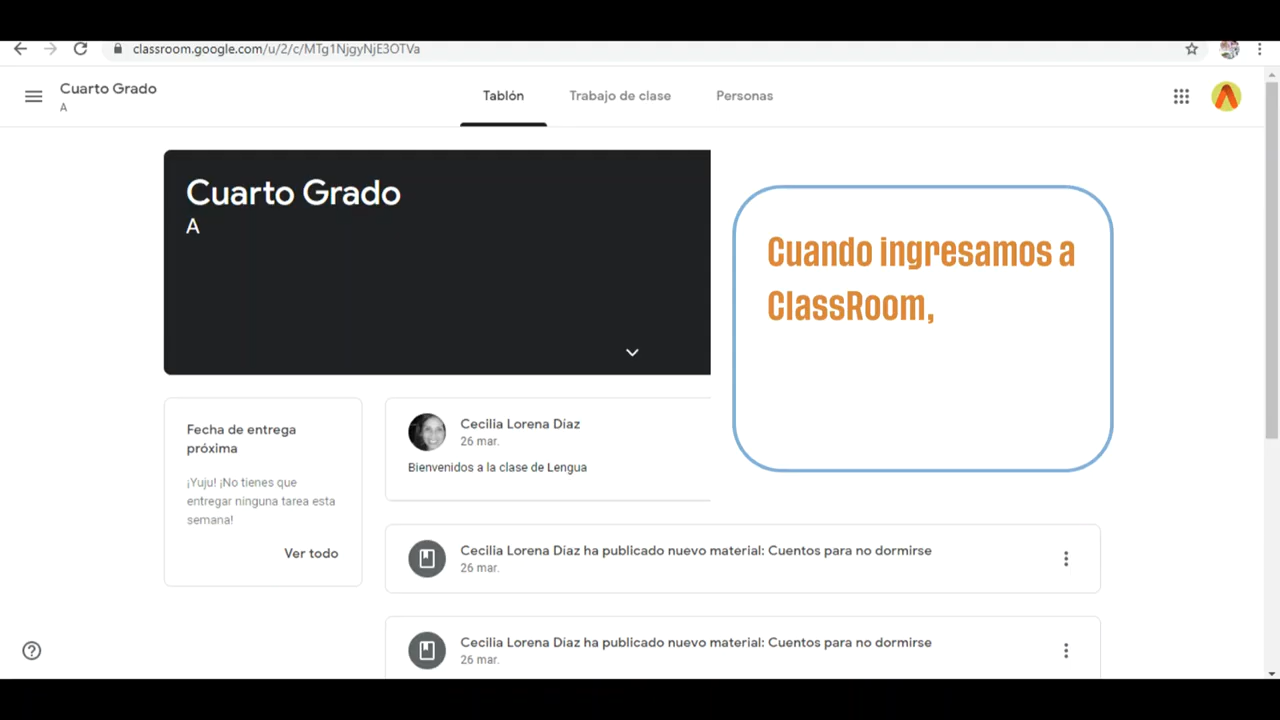 classroom.google.com/u/2/c/MTg1NjgyNjE3OTVa
Cuarto Grado
A
Tablón
Trabajo de clase
Personas
Cuarto Grado
A
Cuando ingresamos a
ClassRoom,
Fecha de entrega
próxima
¡Yuju! ¡No tienes que
entregar ninguna tarea esta
semana!
Ver todo
Cecilia Lorena Díaz
26 mar.
Bienvenidos a la clase de Lengua
Cecilia Lorena Díaz ha publicado nuevo material: Cuentos para no dormirse
26 mar.
Cecilia Lorena Díaz ha publicado nuevo material: Cuentos para no dormirse
26 mar.